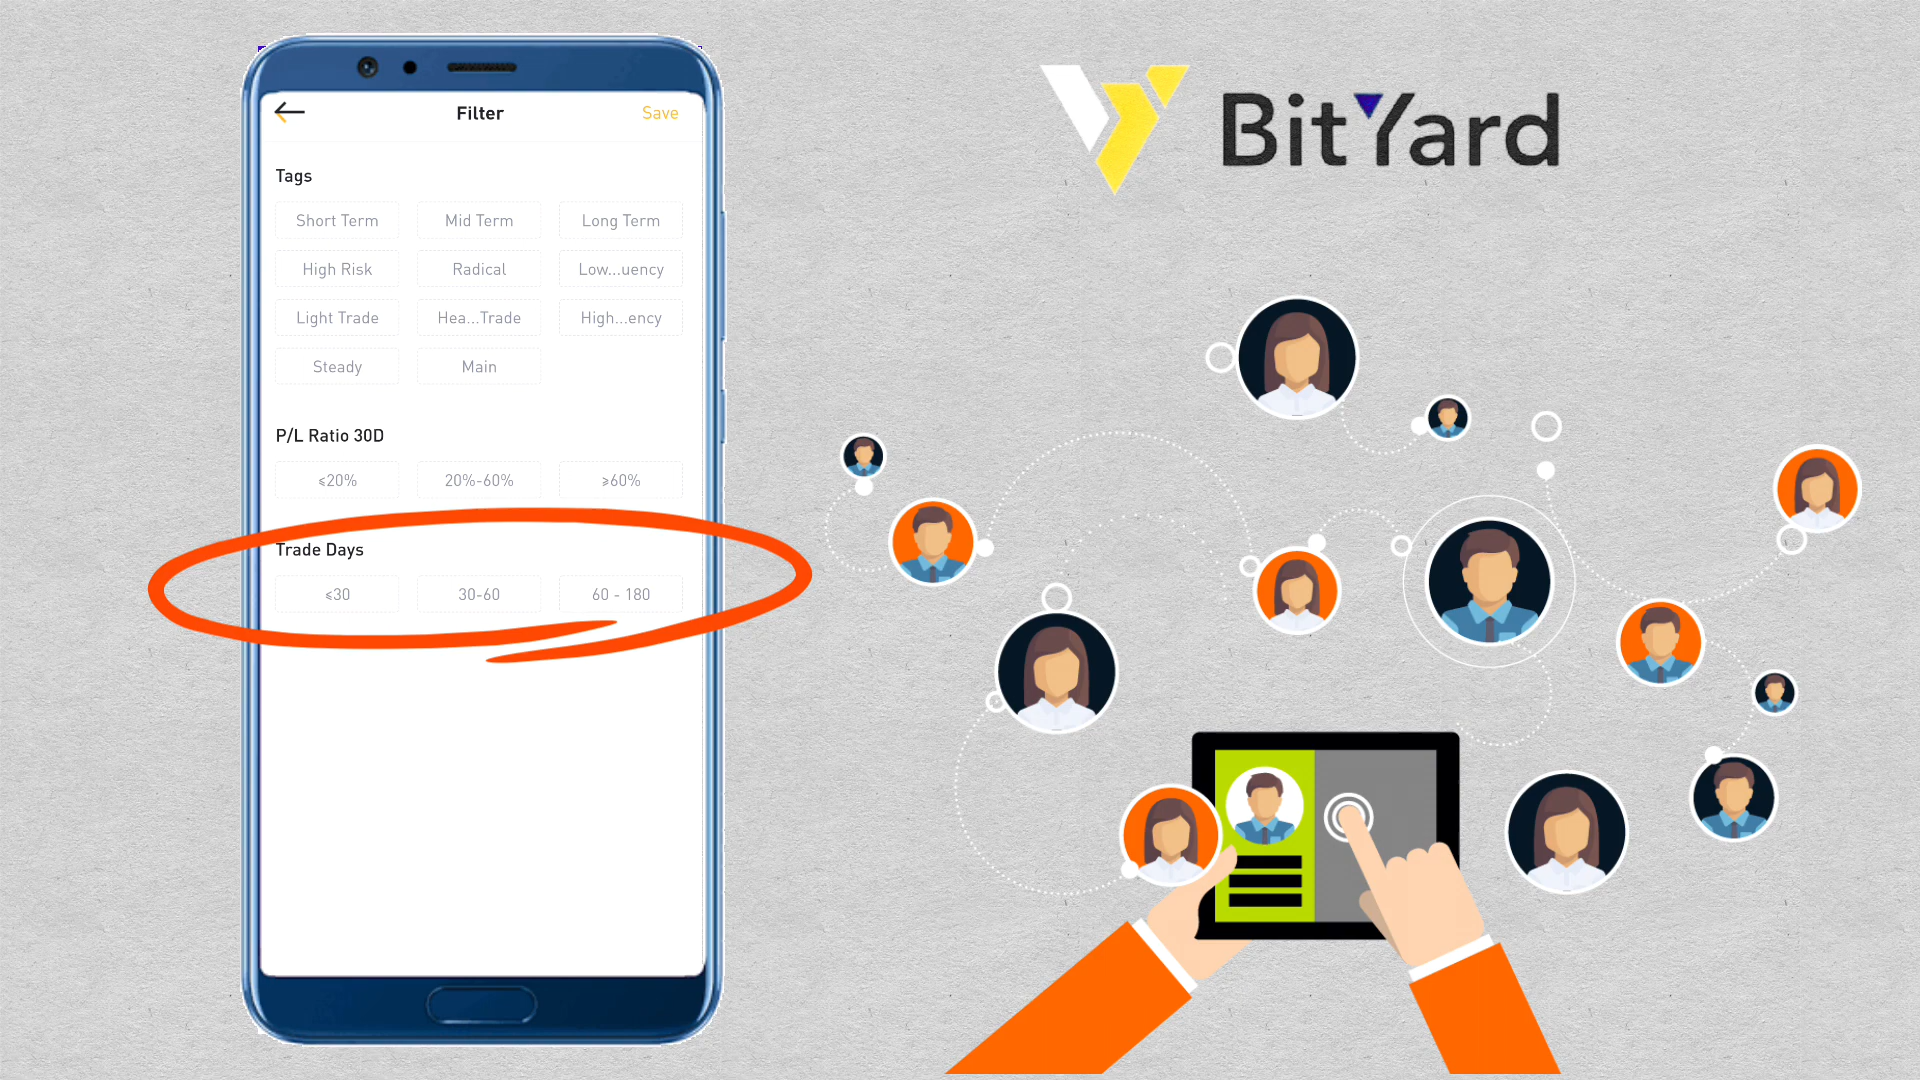 Filter
Save
Tags
Short Term
Mid Term
Long Term
High Risk
Radical
Low...uency
Light Trade
Hea...Trade
High...ency
Steady
Main
P/L Ratio 30D
≤20%
20%-60%
≥60%
Trade Days
≤30
30-60
60 - 180
BitYard